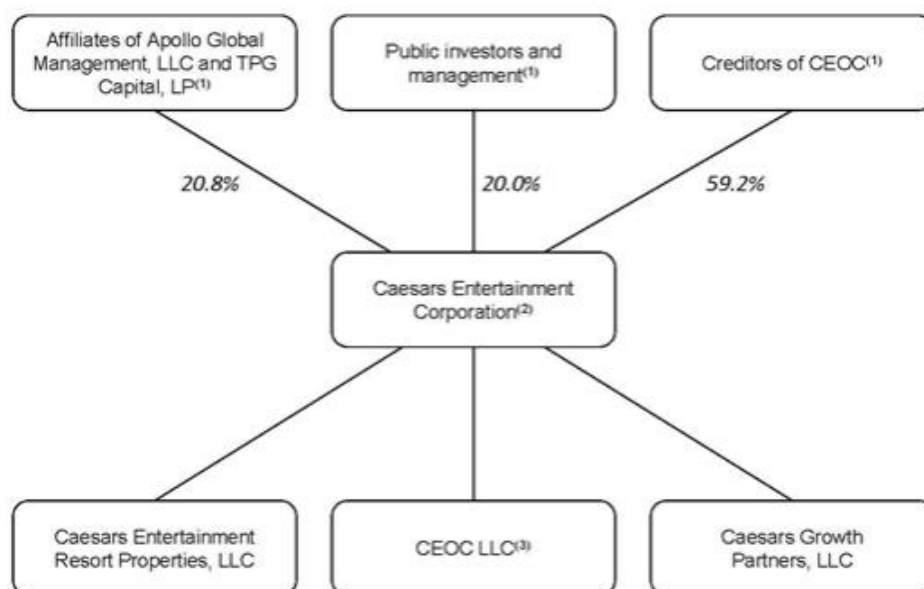 Affiliates of Apollo Global
Management, LLC and TPG
Capital, LP(1)
Public investors and
management(1)
Creditors of CEOC(1)
20.8%
20.0%
59.2%
Caesars Entertainment
Corporation(2)
Caesars Entertainment
Resort Properties, LLC
CEOC LLC(3)
Caesars Growth
Partners, LLC